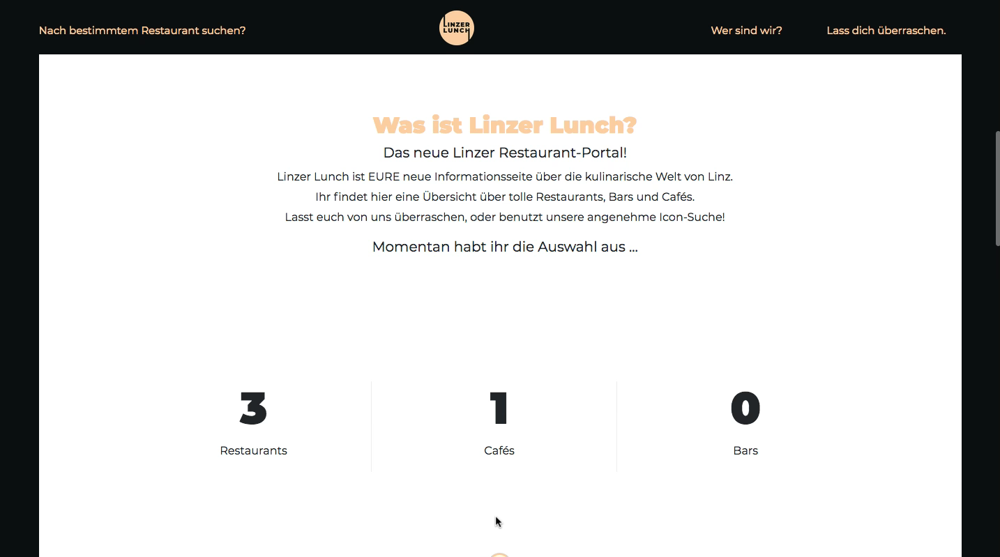 Nach bestimmtem Restaurant suchen?
LINZER
LUNCH
Wer sind wir?
Lass dich überraschen.
Was ist Linzer Lunch?
Das neue Linzer Restaurant-Portal!
Linzer Lunch ist EURE neue Informationsseite über die kulinarische Welt von Linz.
Ihr findet hier eine Übersicht über tolle Restaurants, Bars und Cafés.
Lasst euch von uns überraschen, oder benutzt unsere angenehme Icon-Suche!
Momentan habt ihr die Auswahl aus ...
3
Restaurants
1
Cafés
0
Bars